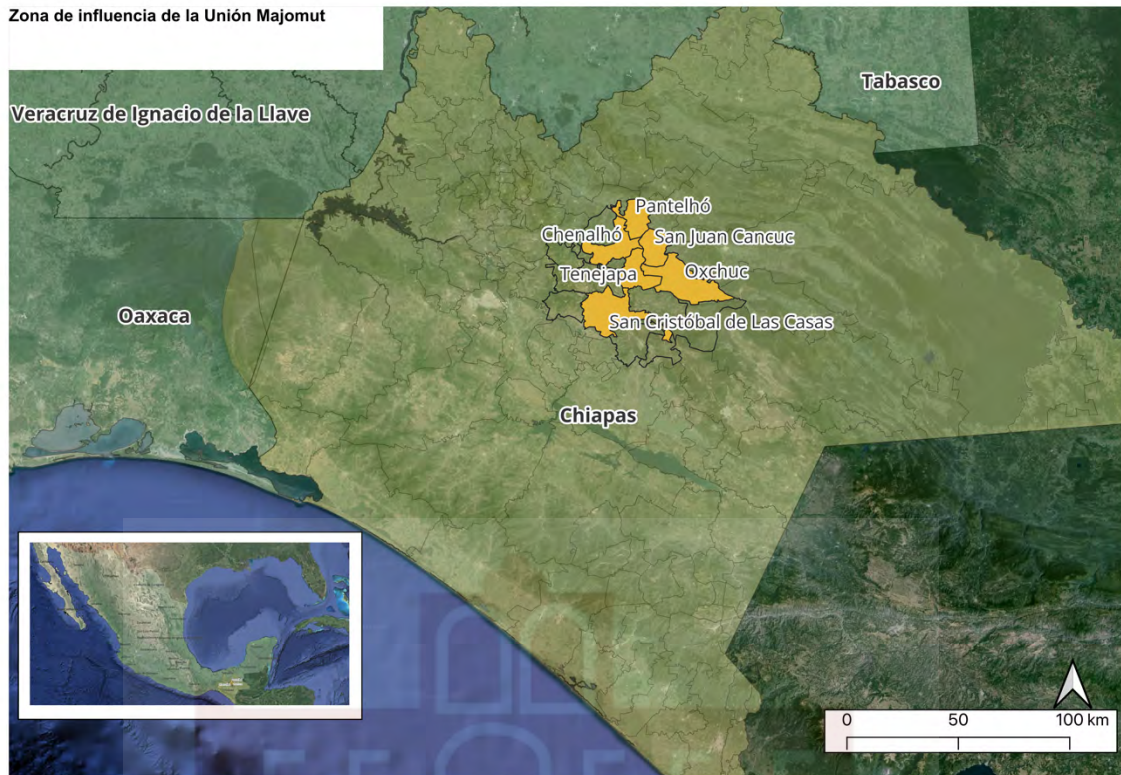 Zona de influencia de la Unión Majomut
Tabasco
Veracruz de Ignacio de la Llave
Pantelhó
Chenalhó
San Juan Cancuc
Tenejapa
Oxchuc
Oaxaca
San Cristóbal de Las Casas
Chiapas
0 50 100 km